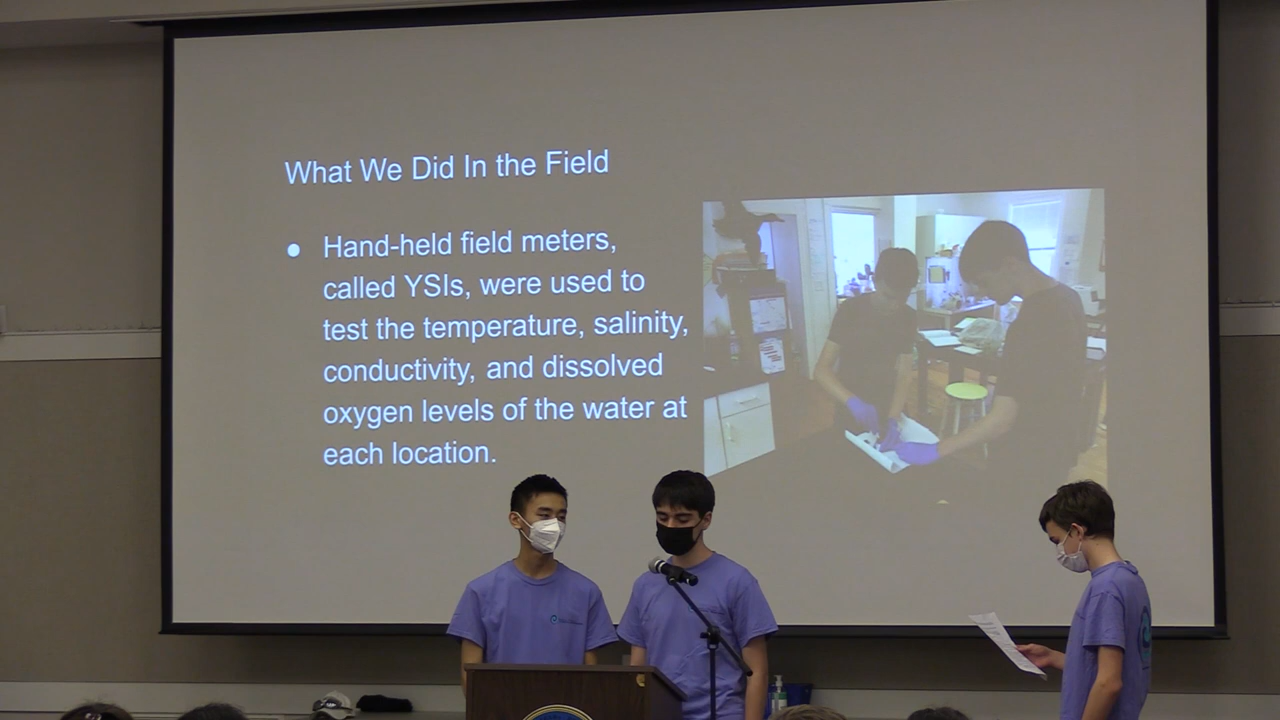 What We Did In the Field
● Hand-held field meters,
called YSIs, were used to
test the temperature, salinity,
conductivity, and dissolved
oxygen levels of the water at
each location.